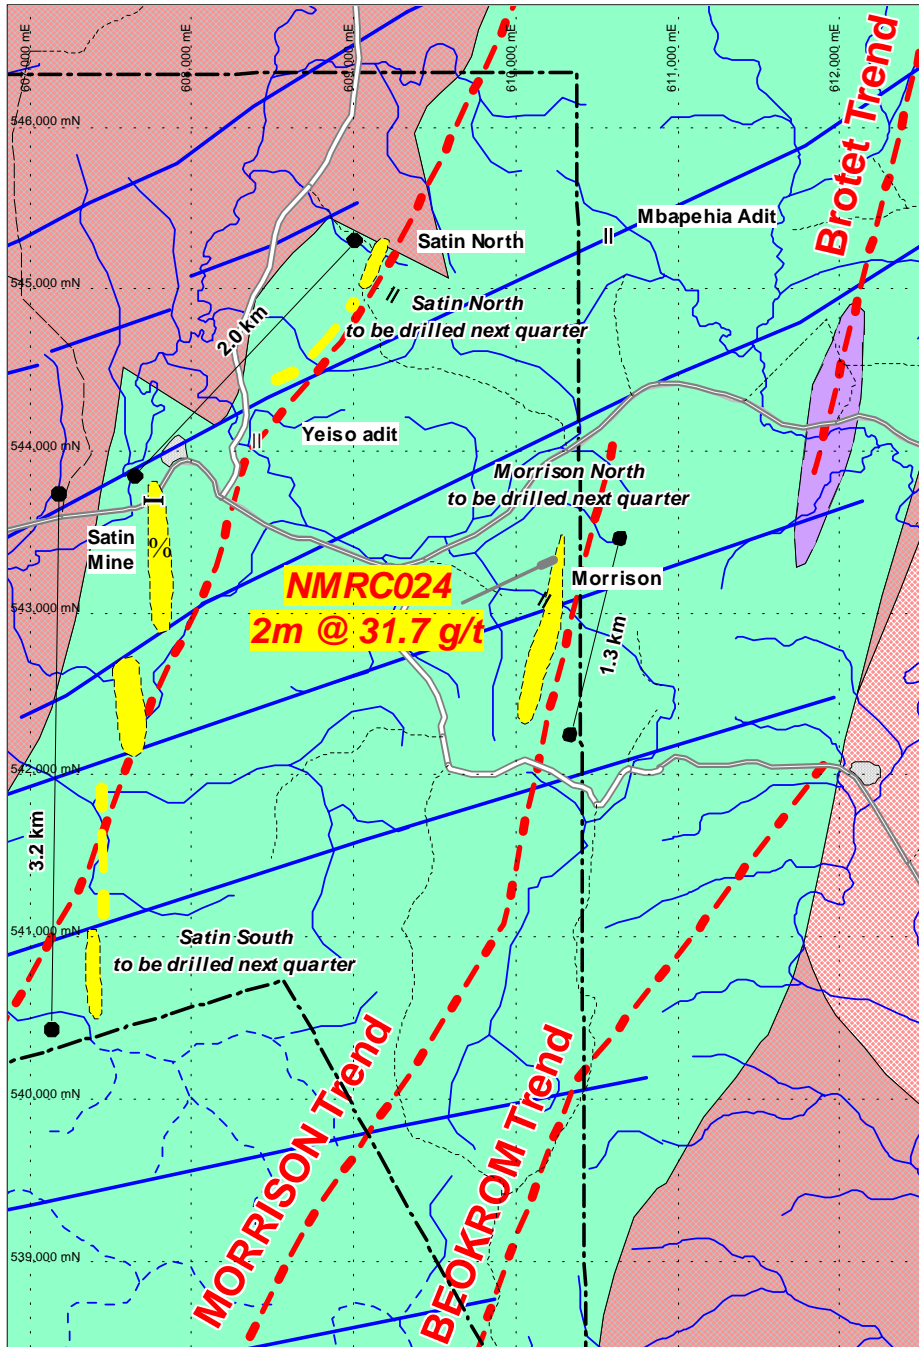 607,000 mE
608,000 mE
609,000 mE
610,000 mE
611,000 mE
612,000 mE
546,000 mN
Brotet Trend
Mbapehia Adit
Satin North
545,000 mN
Satin North
to be drilled next quarter
2.0 km
Yeiso adit
544,000 mN
Morrison North
to be drilled next quarter
Satin
Mine
%
NMRC024
2m @ 31.7 g/t
Morrison
543,000 mN
1.3 km
542,000 mN
3.2 km
541,000 mN
Satin South
to be drilled next quarter
540,000 mN
MORRISON Trend
BEOKROM Trend
539,000 mN